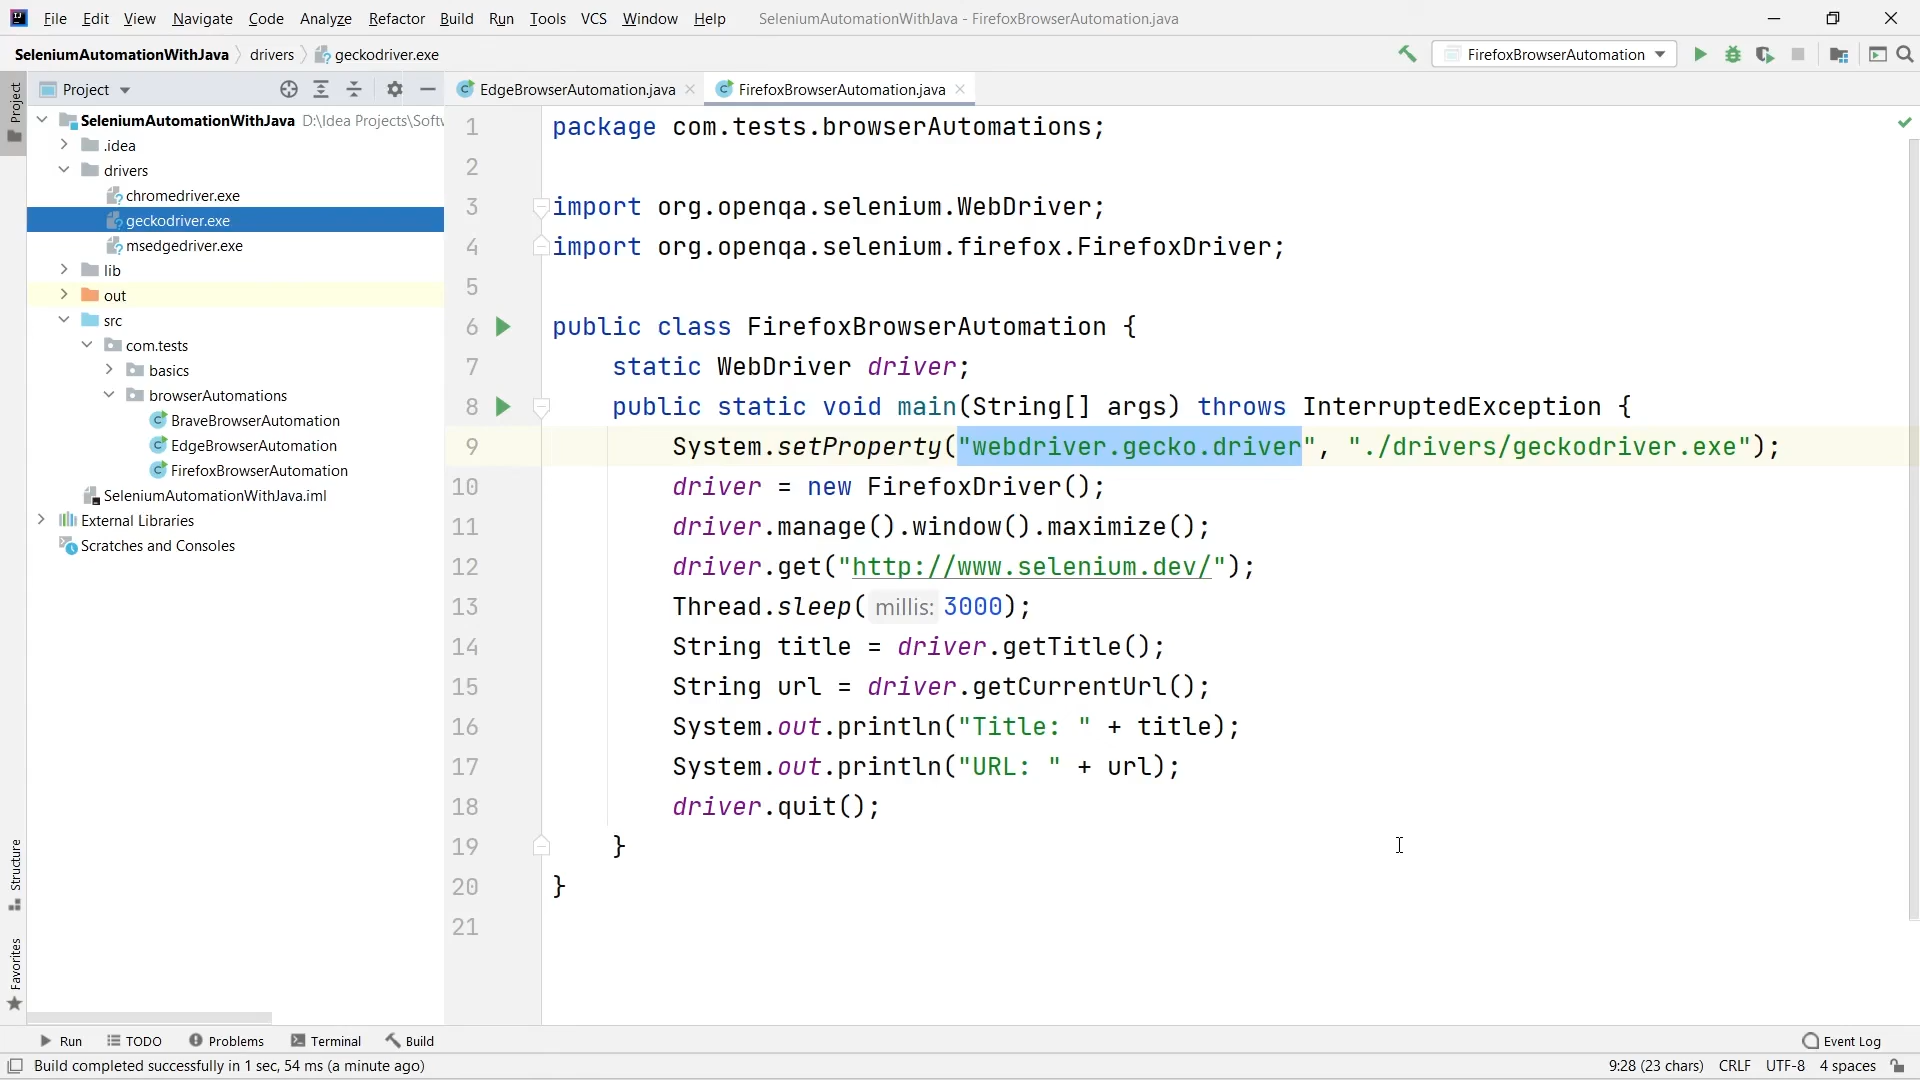 File Edit View Navigate Code Analyze Refactor Build Run Tools VCS Window Help SeleniumAutomationWithJava - FirefoxBrowserAutomation.java
SeleniumAutomationWithJava drivers geckodriver.exe FirefoxBrowserAutomation
Project
Project
EdgeBrowserAutomation.java
FirefoxBrowserAutomation.java
SeleniumAutomationWithJava D:\Idea Projects\Softw
.idea
drivers
chromedriver.exe
geckodriver.exe
msedgedriver.exe
lib
out
src
com.tests
basics
browserAutomations
BraveBrowserAutomation
EdgeBrowserAutomation
FirefoxBrowserAutomation
SeleniumAutomationWithJava.iml
External Libraries
Scratches and Consoles
Structure
Favorites
1 package com.tests.browserAutomations;
2
3 import org.openqa.selenium.WebDriver;
4 import org.openqa.selenium.firefox.FirefoxDriver;
5
6 public class FirefoxBrowserAutomation {
7 static WebDriver driver;
8 public static void main(String[] args) throws InterruptedException {
9 System.setProperty("webdriver.gecko.driver", "./drivers/geckodriver.exe");
10 driver = new FirefoxDriver();
11 driver.manage().window().maximize();
12 driver.get("http://www.selenium.dev/");
13 Thread.sleep( millis: 3000);
14 String title = driver.getTitle();
15 String url = driver.getCurrentUrl();
16 System.out.println("Title: " + title);
17 System.out.println("URL: " + url);
18 driver.quit();
19 }
20 }
21
Run TODO Problems Terminal Build Event Log
Build completed successfully in 1 sec, 54 ms (a minute ago) 9:28 (23 chars) CRLF UTF-8 4 spaces